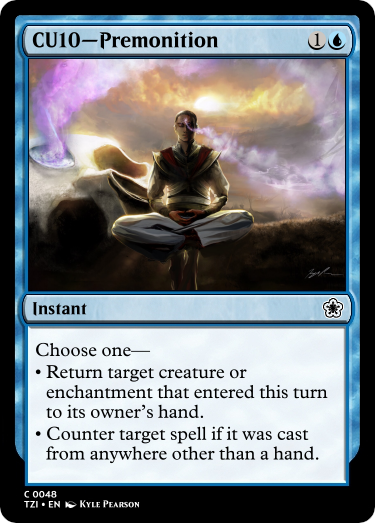 CU10—Premonition
1
Instant
Choose one—
• Return target creature or
enchantment that entered this turn
to its owner's hand.
• Counter target spell if it was cast
from anywhere other than a hand.
C 0048
TZI • EN Kyle Pearson